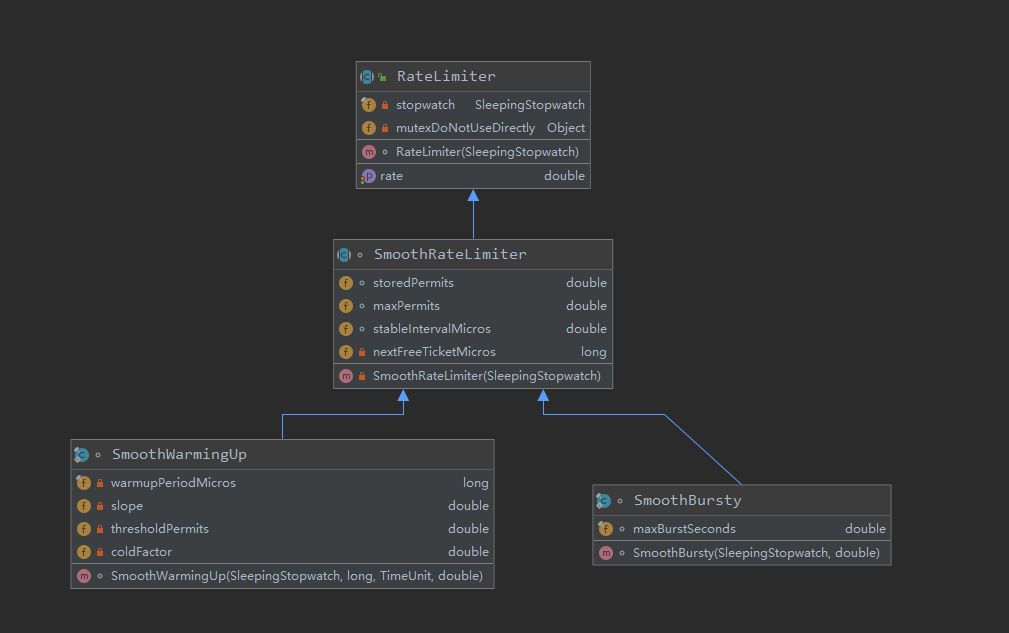 RateLimiter
stopwatch SleepingStopwatch
mutexDoNotUseDirectly Object
RateLimiter(SleepingStopwatch)
rate double
SmoothRateLimiter
storedPermits double
maxPermits double
stableIntervalMicros double
nextFreeTicketMicros long
SmoothRateLimiter(SleepingStopwatch)
SmoothWarmingUp
warmupPeriodMicros long
slope double
thresholdPermits double
coldFactor double
SmoothWarmingUp(SleepingStopwatch, long, TimeUnit, double)
SmoothBursty
maxBurstSeconds double
SmoothBursty(SleepingStopwatch, double)